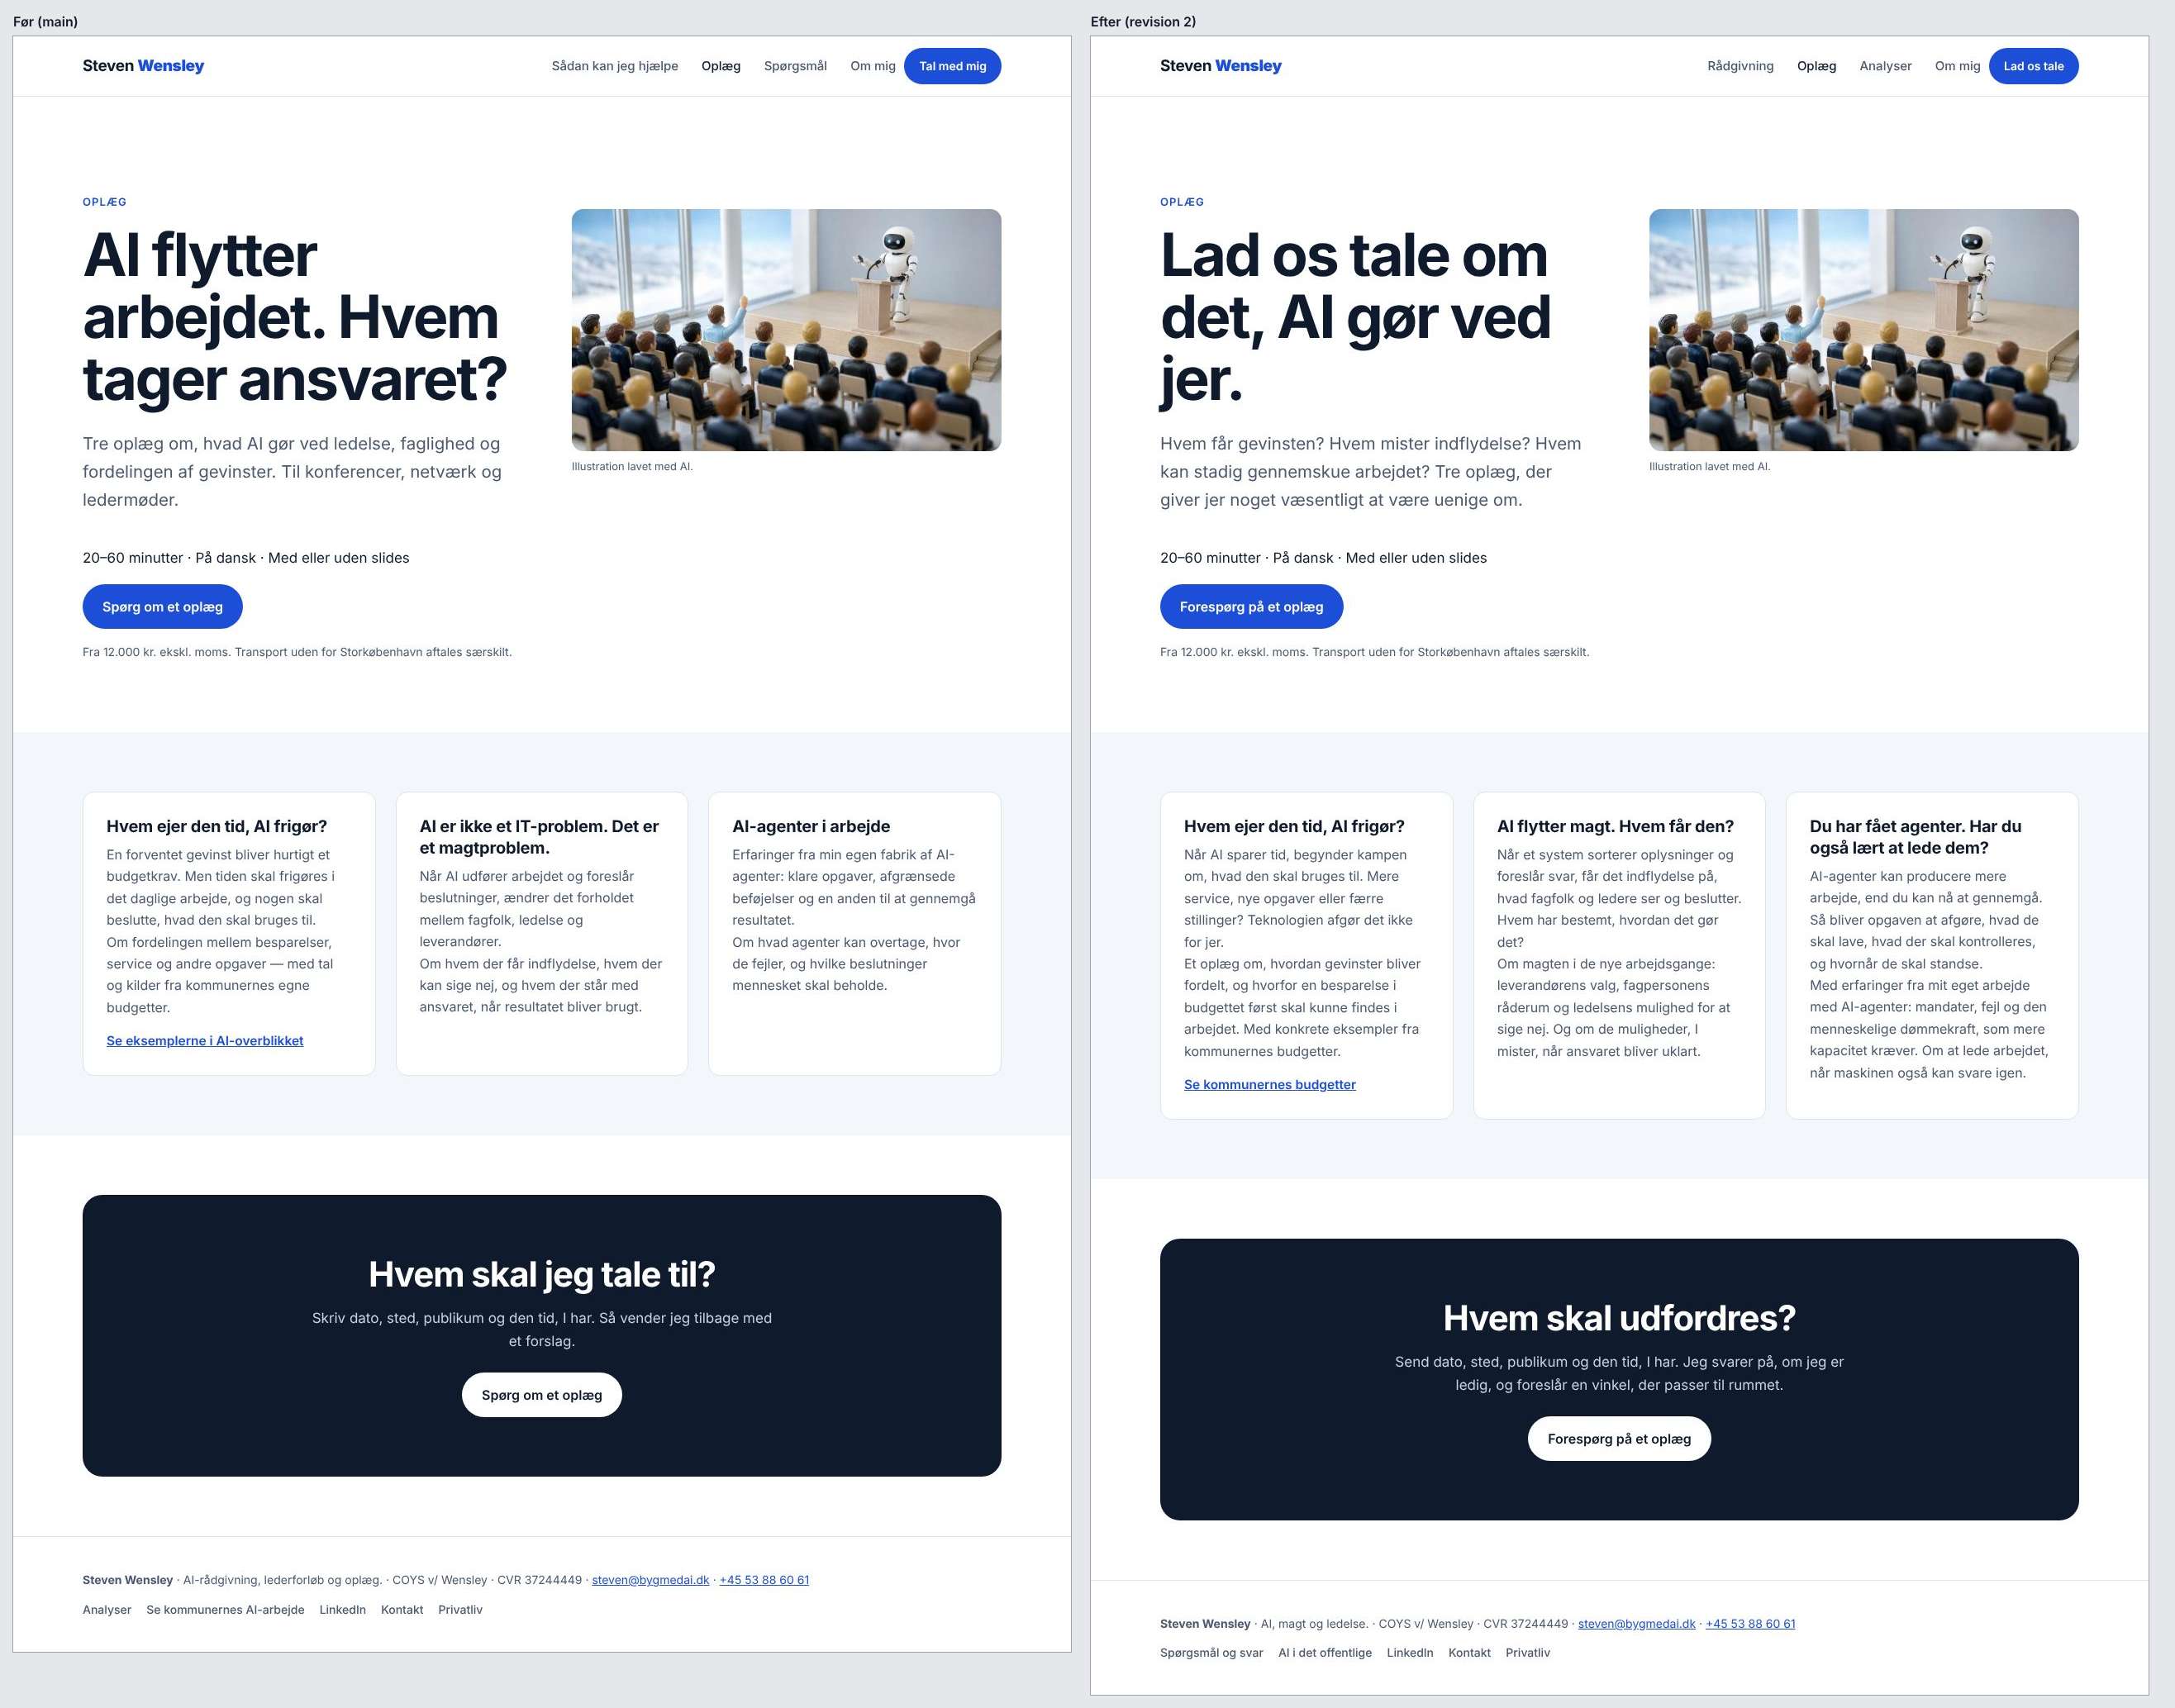 Før (main)
Steven Wensley
Sådan kan jeg hjælpe
Oplæg
Spørgsmål
Om mig
Tal med mig
OPLÆG
AI flytter
arbejdet. Hvem
tager ansvaret?
Tre oplæg om, hvad AI gør ved ledelse, faglighed og
fordelingen af gevinster. Til konferencer, netværk og
ledermøder.
20–60 minutter · På dansk · Med eller uden slides
Spørg om et oplæg
Fra 12.000 kr. ekskl. moms. Transport uden for Storkøbenhavn aftales særskilt.
Illustration lavet med AI.
Hvem ejer den tid, AI frigør?
En forventet gevinst bliver hurtigt et
budgetkrav. Men tiden skal frigøres i
det daglige arbejde, og nogen skal
beslutte, hvad den skal bruges til.
Om fordelingen mellem besparelser,
service og andre opgaver — med tal
og kilder fra kommunernes egne
budgetter.
Se eksemplerne i AI-overblikket
AI er ikke et IT-problem. Det er
et magtproblem.
Når AI udfører arbejdet og foreslår
beslutninger, ændrer det forholdet
mellem fagfolk, ledelse og
leverandører.
Om hvem der får indflydelse, hvem der
kan sige nej, og hvem der står med
ansvaret, når resultatet bliver brugt.
AI-agenter i arbejde
Erfaringer fra min egen fabrik af AI-
agenter: klare opgaver, afgrænsede
beføjelser og en anden til at gennemgå
resultatet.
Om hvad agenter kan overtage, hvor
de fejler, og hvilke beslutninger
mennesket skal beholde.
Hvem skal jeg tale til?
Skriv dato, sted, publikum og den tid, I har. Så vender jeg tilbage med
et forslag.
Spørg om et oplæg
Steven Wensley · AI-rådgivning, lederforløb og oplæg. · COYS v/ Wensley · CVR 37244449 · steven@bygmedai.dk · +45 53 88 60 61
Analyser
Se kommunernes AI-arbejde
LinkedIn
Kontakt
Privatliv
Efter (revision 2)
Steven Wensley
Rådgivning
Oplæg
Analyser
Om mig
Lad os tale
OPLÆG
Lad os tale om
det, AI gør ved
jer.
Hvem får gevinsten? Hvem mister indflydelse? Hvem
kan stadig gennemskue arbejdet? Tre oplæg, der
giver jer noget væsentligt at være uenige om.
20–60 minutter · På dansk · Med eller uden slides
Forespørg på et oplæg
Fra 12.000 kr. ekskl. moms. Transport uden for Storkøbenhavn aftales særskilt.
Illustration lavet med AI.
Hvem ejer den tid, AI frigør?
Når AI sparer tid, begynder kampen
om, hvad den skal bruges til. Mere
service, nye opgaver eller færre
stillinger? Teknologien afgør det ikke
for jer.
Et oplæg om, hvordan gevinster bliver
fordelt, og hvorfor en besparelse i
budgettet først skal kunne findes i
arbejdet. Med konkrete eksempler fra
kommunernes budgetter.
Se kommunernes budgetter
AI flytter magt. Hvem får den?
Når et system sorterer oplysninger og
foreslår svar, får det indflydelse på,
hvad fagfolk og ledere ser og beslutter.
Hvem har bestemt, hvordan det gør
det?
Om magten i de nye arbejdsgange:
leverandørens valg, fagpersonens
råderum og ledelsens mulighed for at
sige nej. Og om de muligheder, I
mister, når ansvaret bliver uklart.
Du har fået agenter. Har du
også lært at lede dem?
AI-agenter kan producere mere
arbejde, end du kan nå at gennemgå.
Så bliver opgaven at afgøre, hvad de
skal lave, hvad der skal kontrolleres,
og hvornår de skal standse.
Med erfaringer fra mit eget arbejde
med AI-agenter: mandater, fejl og den
menneskelige dømmekraft, som mere
kapacitet kræver. Om at lede arbejdet,
når maskinen også kan svare igen.
Hvem skal udfordres?
Send dato, sted, publikum og den tid, I har. Jeg svarer på, om jeg er
ledig, og foreslår en vinkel, der passer til rummet.
Forespørg på et oplæg
Steven Wensley · AI, magt og ledelse. · COYS v/ Wensley · CVR 37244449 · steven@bygmedai.dk · +45 53 88 60 61
Spørgsmål og svar
AI i det offentlige
LinkedIn
Kontakt
Privatliv